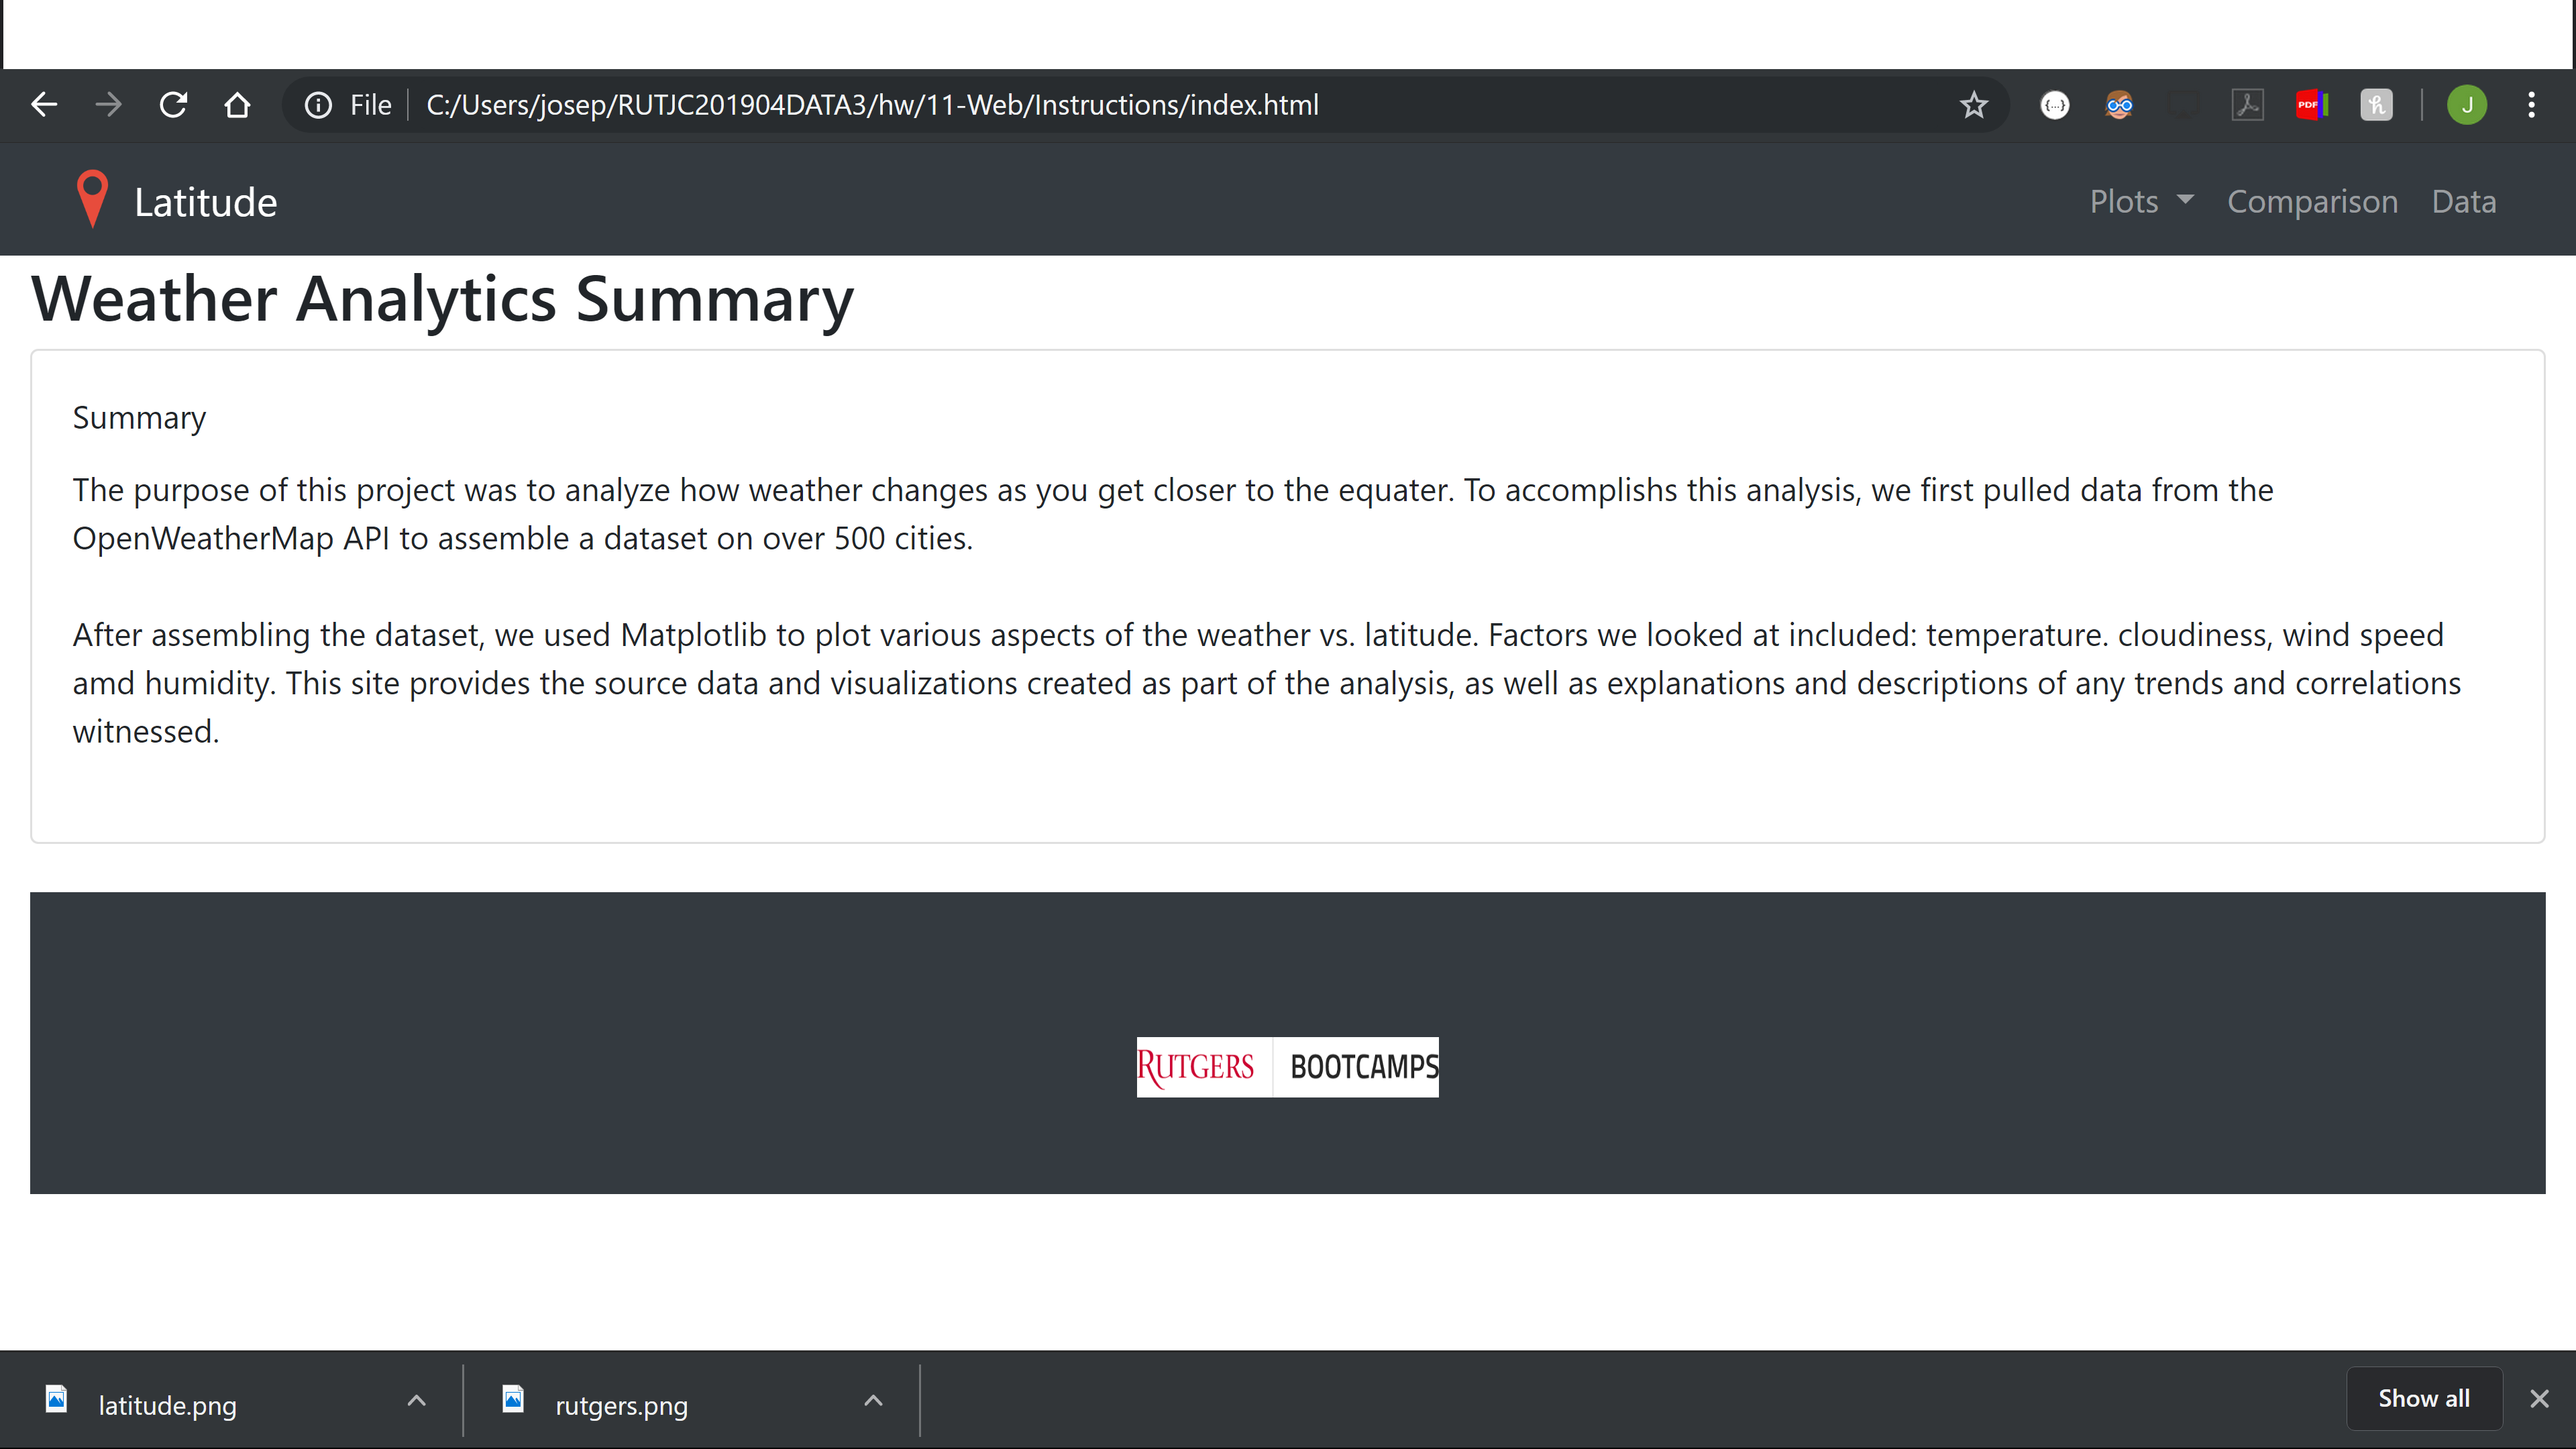 File C:/Users/josep/RUTJC201904DATA3/hw/11-Web/Instructions/index.html
{...} PDF J
Latitude Plots Comparison Data
Weather Analytics Summary
Summary
The purpose of this project was to analyze how weather changes as you get closer to the equater. To accomplishs this analysis, we first pulled data from the
OpenWeatherMap API to assemble a dataset on over 500 cities.
After assembling the dataset, we used Matplotlib to plot various aspects of the weather vs. latitude. Factors we looked at included: temperature. cloudiness, wind speed
amd humidity. This site provides the source data and visualizations created as part of the analysis, as well as explanations and descriptions of any trends and correlations
witnessed.
RUTGERS BOOTCAMPS
latitude.png rutgers.png Show all